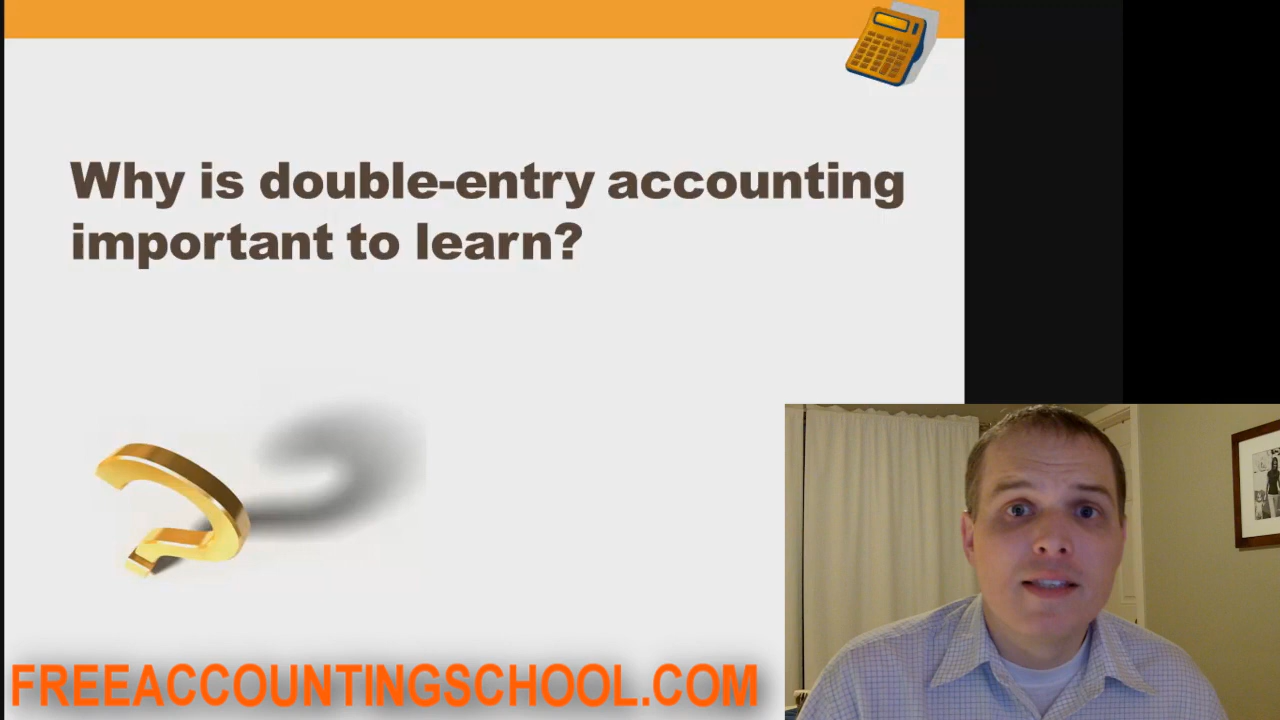 Why is double-entry accounting
important to learn?
FREEACCOUNTINGSCHOOL.COM